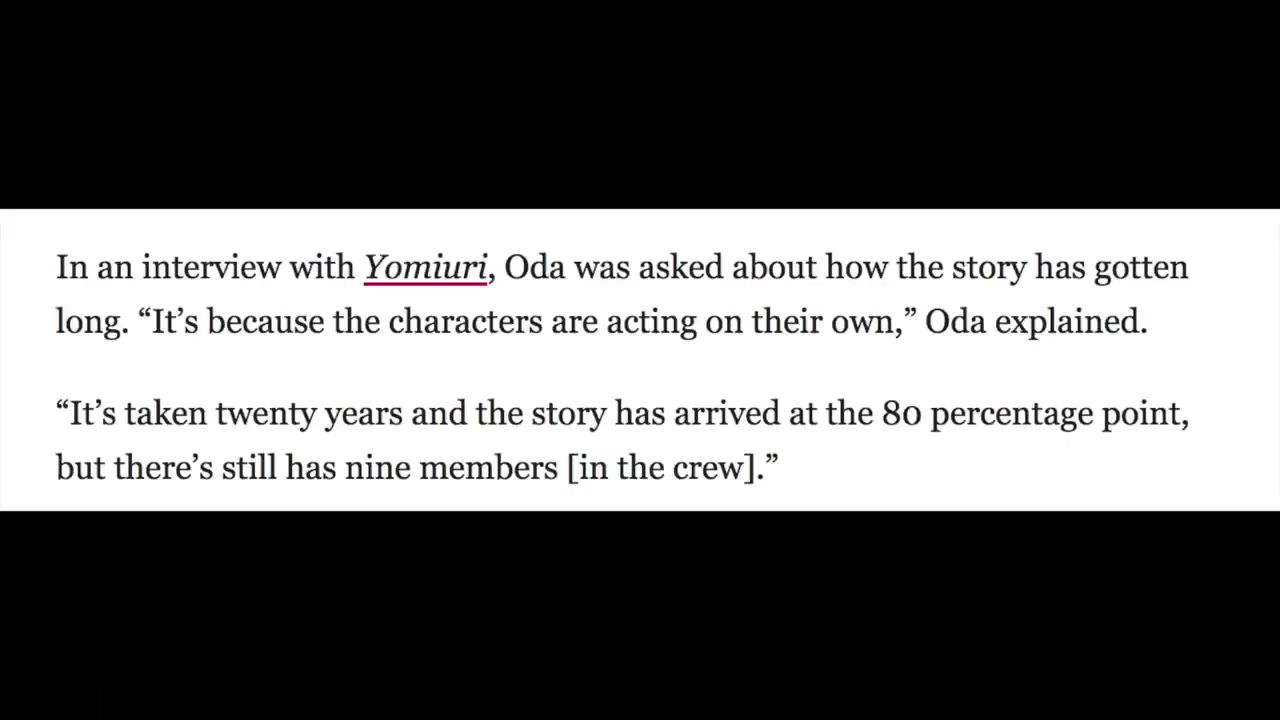 In an interview with Yomiuri, Oda was asked about how the story has gotten
long. “It’s because the characters are acting on their own,” Oda explained.
“It’s taken twenty years and the story has arrived at the 80 percentage point,
but there’s still has nine members [in the crew].”